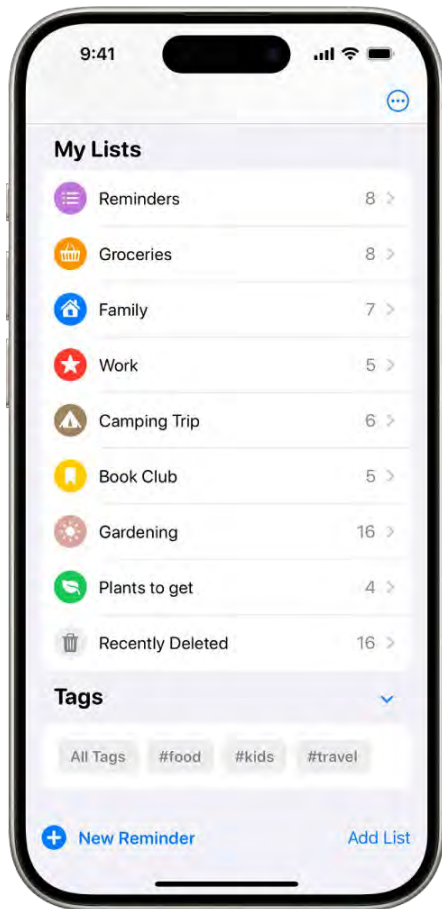 9:41
My Lists
Reminders 8
Groceries 8
Family 7
Work 5
Camping Trip 6
Book Club 5
Gardening 16
Plants to get 4
Recently Deleted 16
Tags
All Tags #food #kids #travel
New Reminder Add List